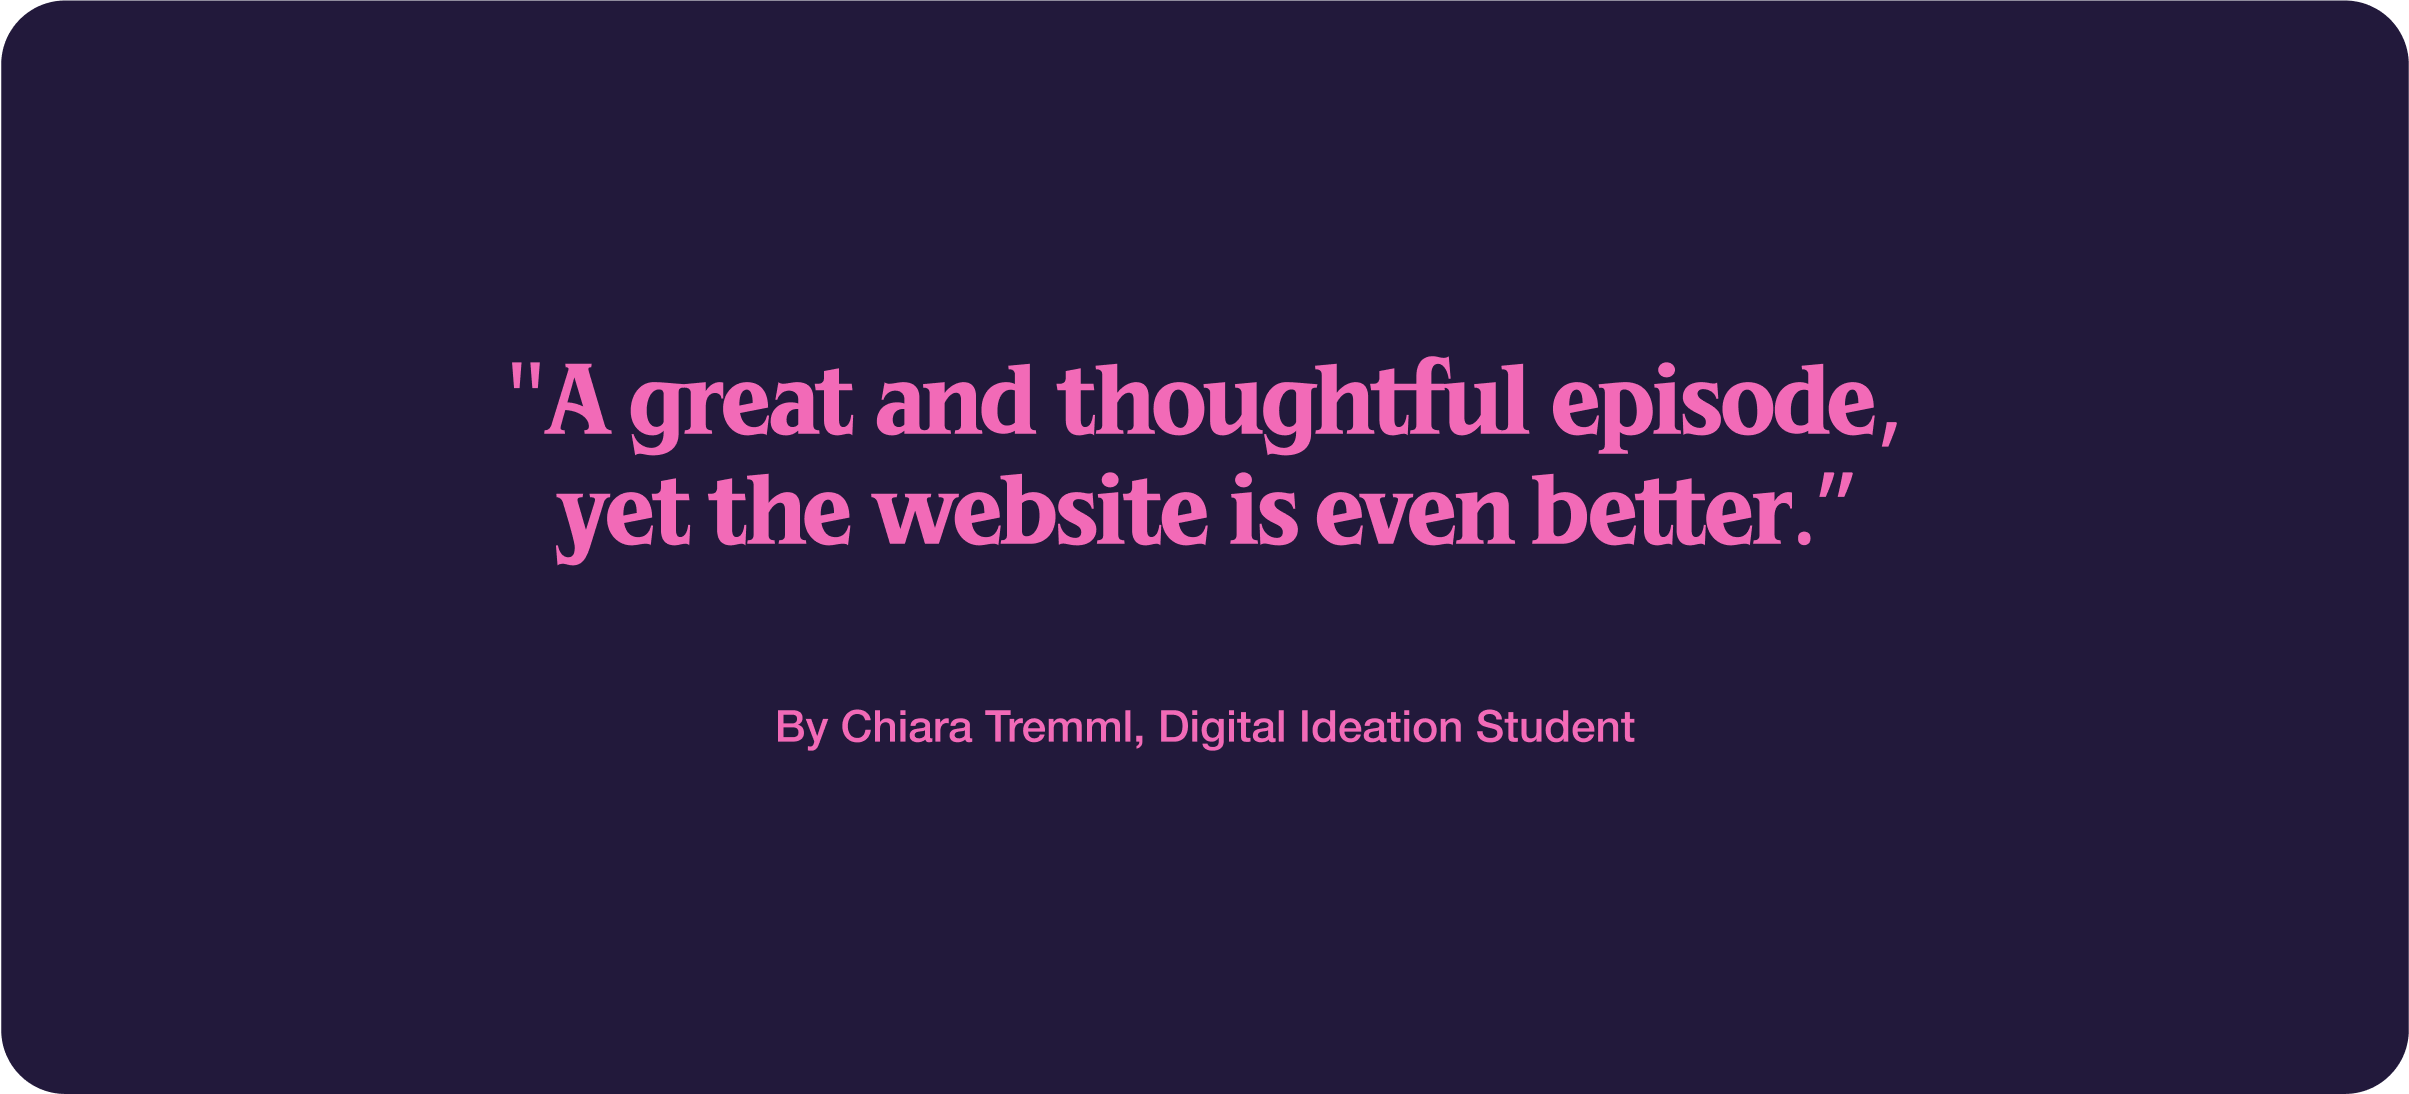 "A great and thoughtful episode,
yet the website is even better.”
By Chiara Tremml, Digital Ideation Student